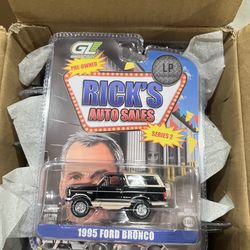 GL
PRE-OWNED
LP
RICK'S
AUTO SALES
SERIES 2
1995 FORD BRONCO